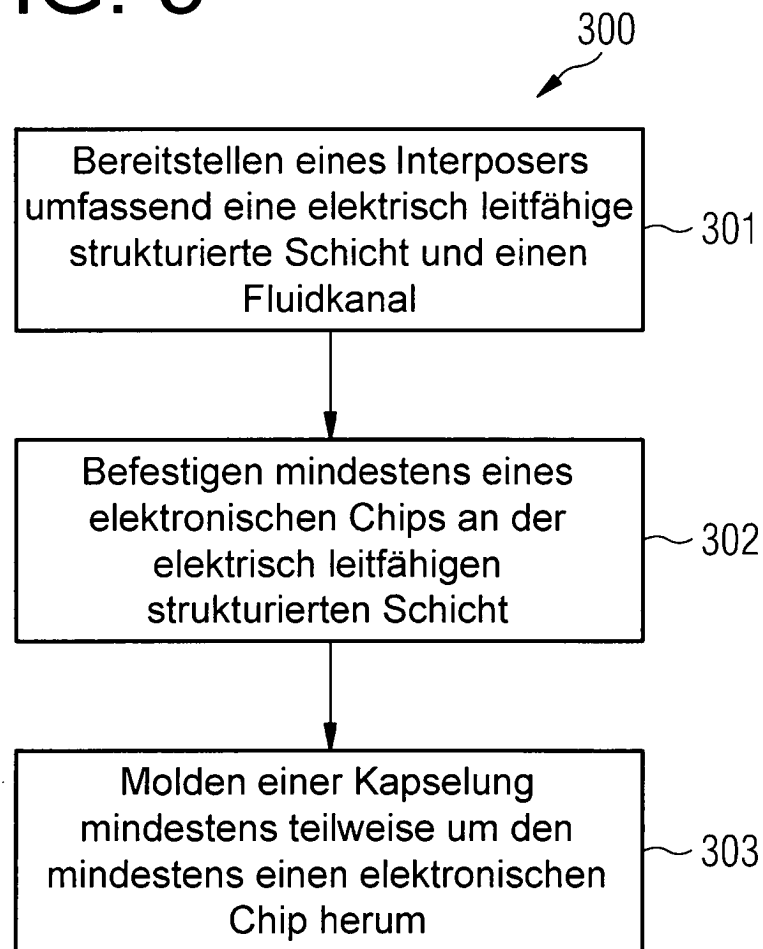 300
Bereitstellen eines Interposers
umfassend eine elektrisch leitfähige
strukturierte Schicht und einen
Fluidkanal
301
Befestigen mindestens eines
elektronischen Chips an der
elektrisch leitfähigen
strukturierten Schicht
302
Molden einer Kapselung
mindestens teilweise um den
mindestens einen elektronischen
Chip herum
303